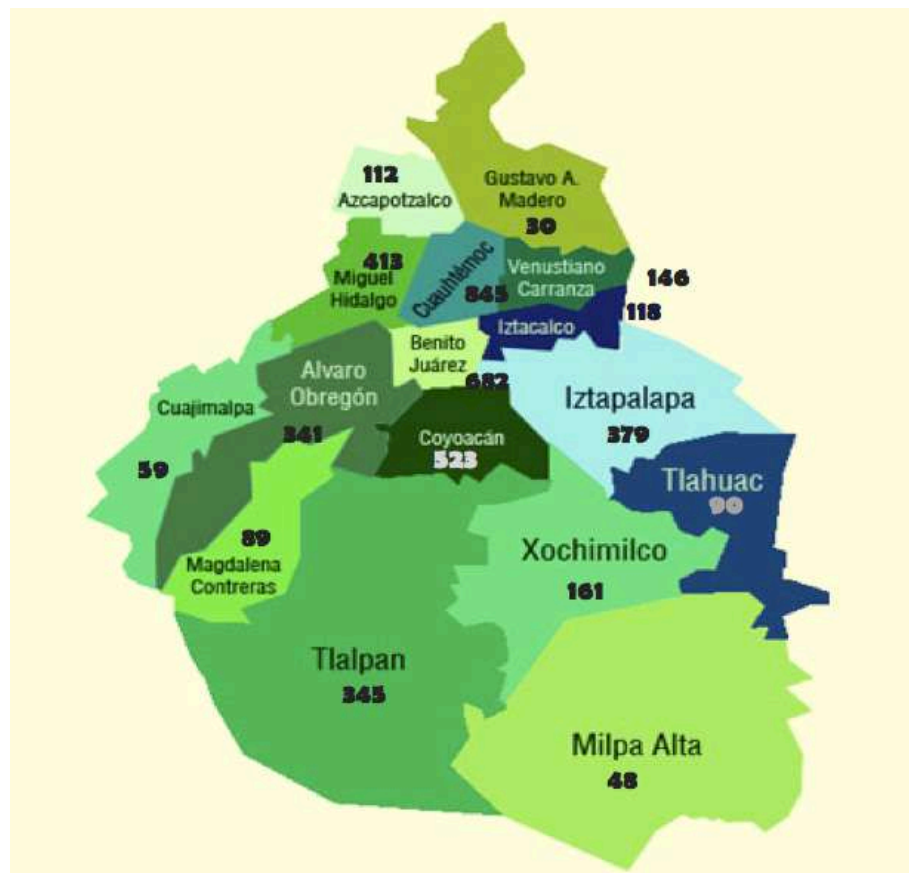 112
Azcapotzalco
Gustavo A.
Madero
30
413
Miguel
Hidalgo
Cuauhtémoc
845
Venustiano
Carranza
146
118
Iztacalco
Benito
Juárez
682
Alvaro
Obregón
341
Cuajimalpa
59
Coyoacán
523
Iztapalapa
379
Tlahuac
90
89
Magdalena
Contreras
Xochimilco
161
Tlalpan
345
Milpa Alta
48